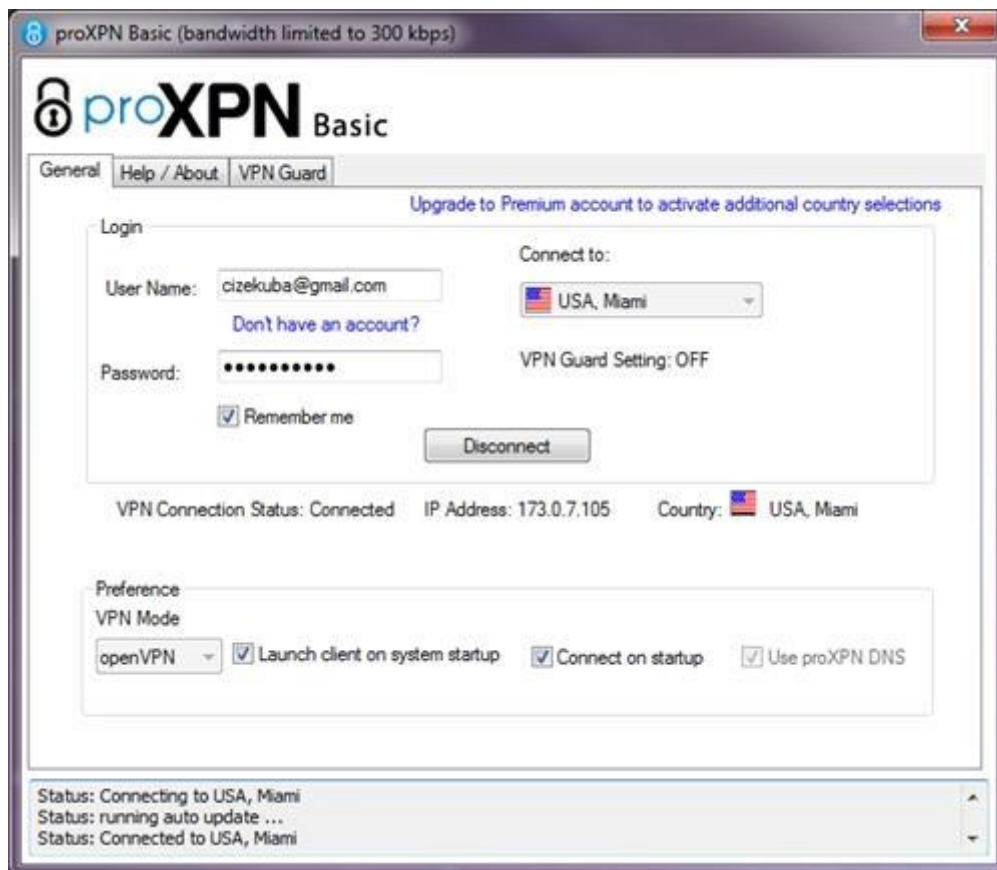 proXPN Basic (bandwidth limited to 300 kbps)
proXPN Basic
General Help / About VPN Guard
Upgrade to Premium account to activate additional country selections
Login
Connect to:
User Name: cizekuba@gmail.com
USA, Miami
Don't have an account?
VPN Guard Setting: OFF
Password: ••••••••••
Remember me
Disconnect
VPN Connection Status: Connected IP Address: 173.0.7.105 Country: USA, Miami
Preference
VPN Mode
openVPN Launch client on system startup Connect on startup Use proXPN DNS
Status: Connecting to USA, Miami
Status: running auto update ...
Status: Connected to USA, Miami